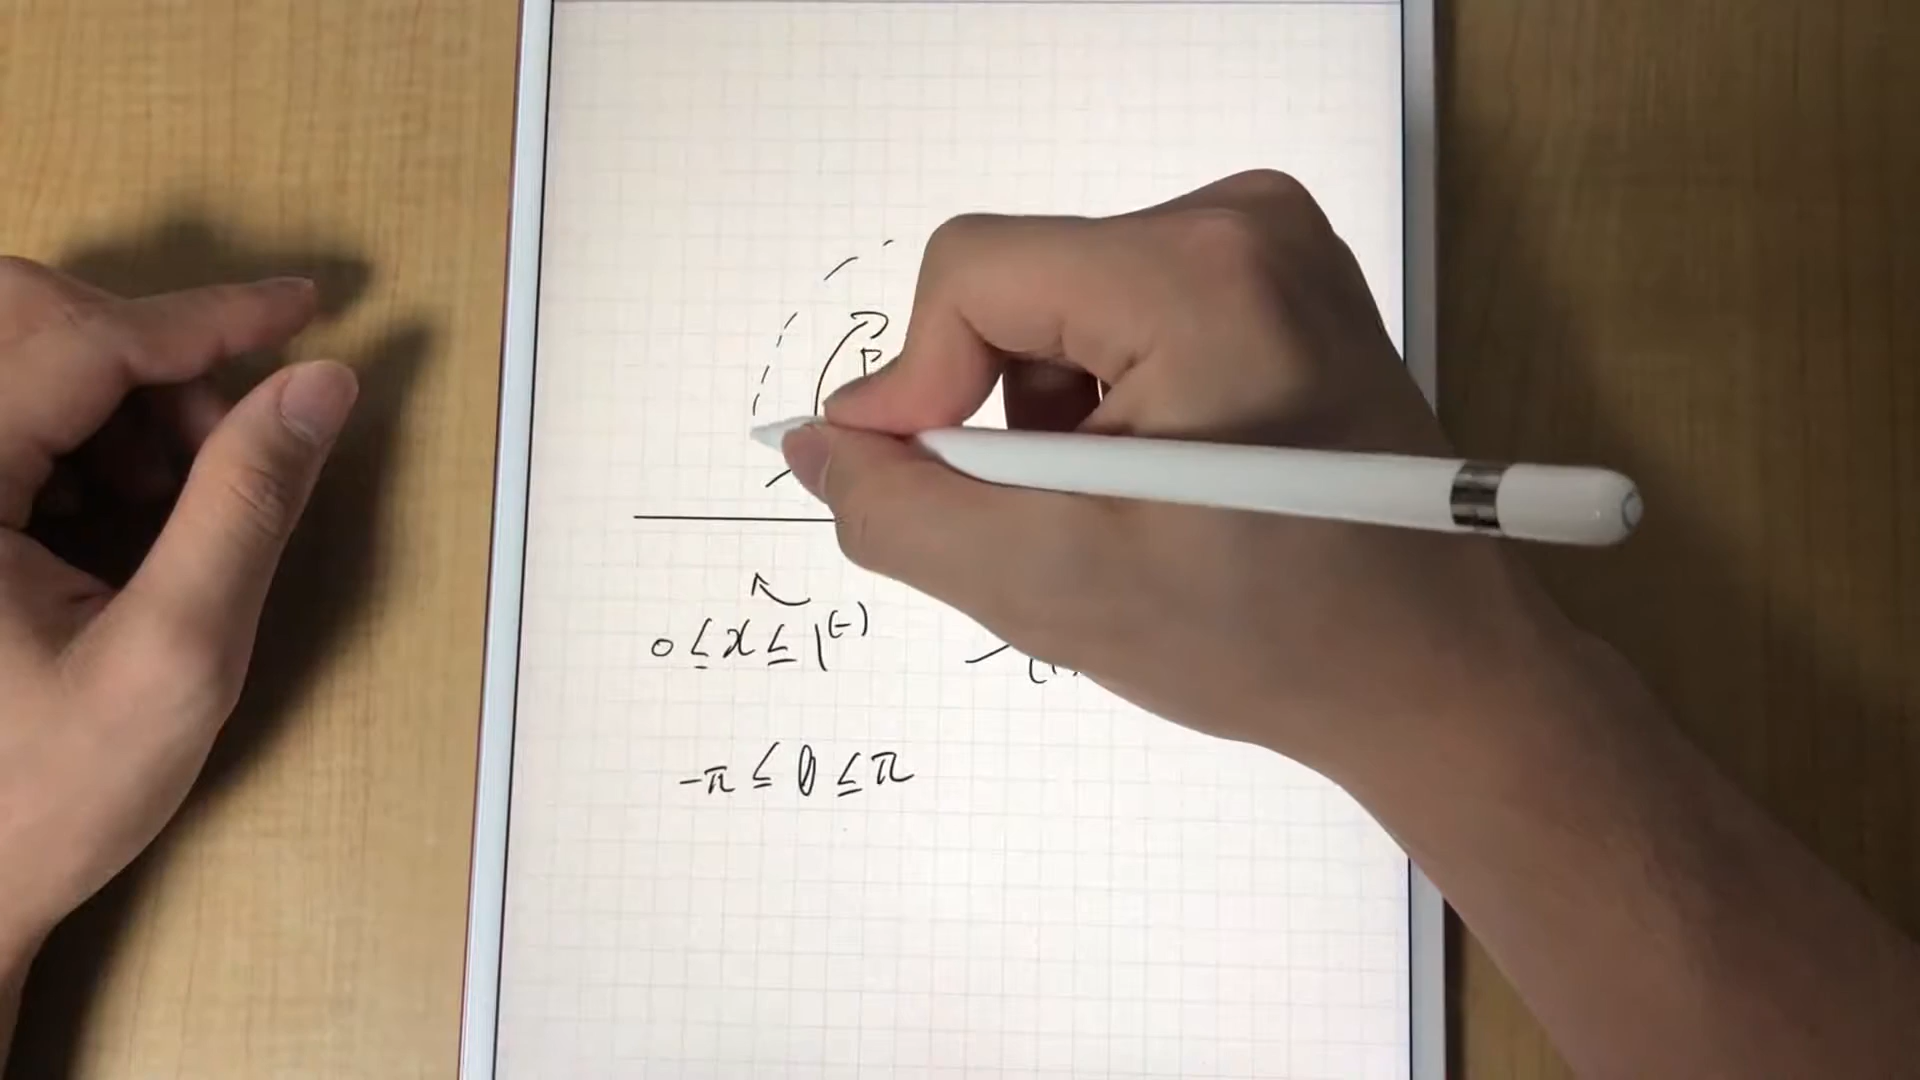 0 ≤ x ≤ 1(-)
-π ≤ θ ≤ π